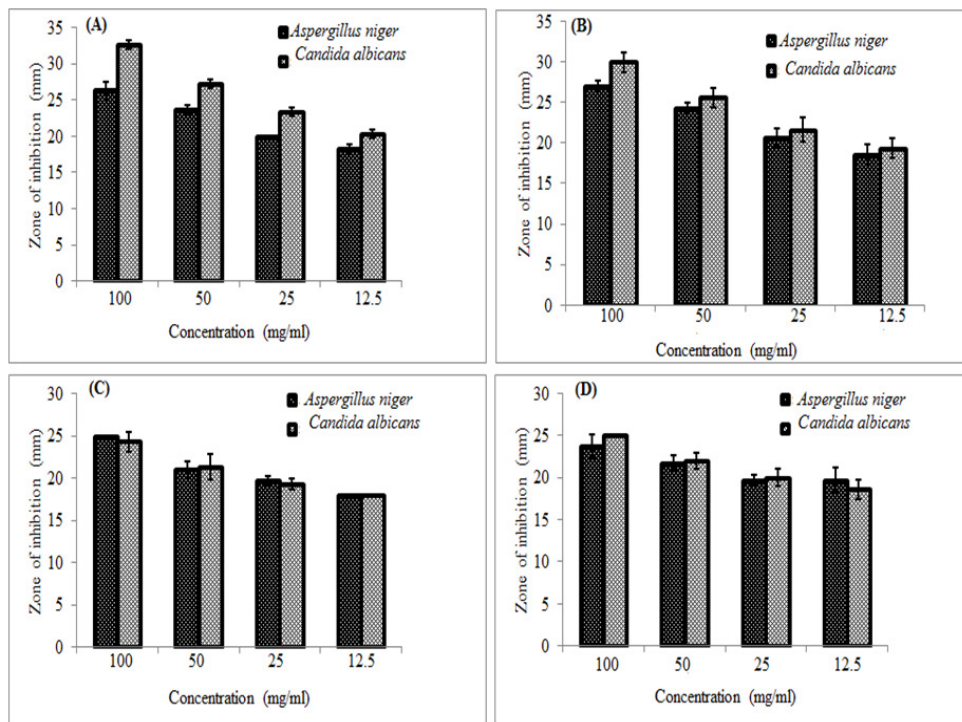 (A)
Aspergillus niger
Candida albicans
Zone of inhibition (mm)
35
30
25
20
15
10
5
0
100 50 25 12.5
Concentration (mg/ml)
(B)
Aspergillus niger
Candida albicans
Zone of inhibition (mm)
35
30
25
20
15
10
5
0
100 50 25 12.5
Concentration (mg/ml)
(C)
Aspergillus niger
Candida albicans
Zone of inhibition (mm)
30
25
20
15
10
5
0
100 50 25 12.5
Concentration (mg/ml)
(D)
Aspergillus niger
Candida albicans
Zone of inhibition (mm)
30
25
20
15
10
5
0
100 50 25 12.5
Concentration (mg/ml)